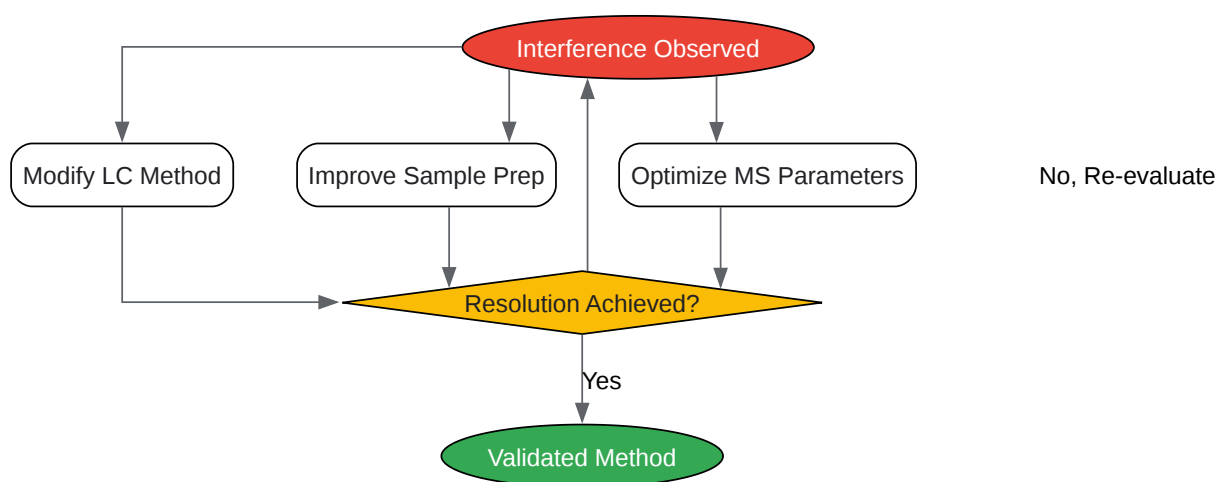 Interference Observed
Modify LC Method
Improve Sample Prep
Optimize MS Parameters
No, Re-evaluate
Resolution Achieved?
Yes
Validated Method